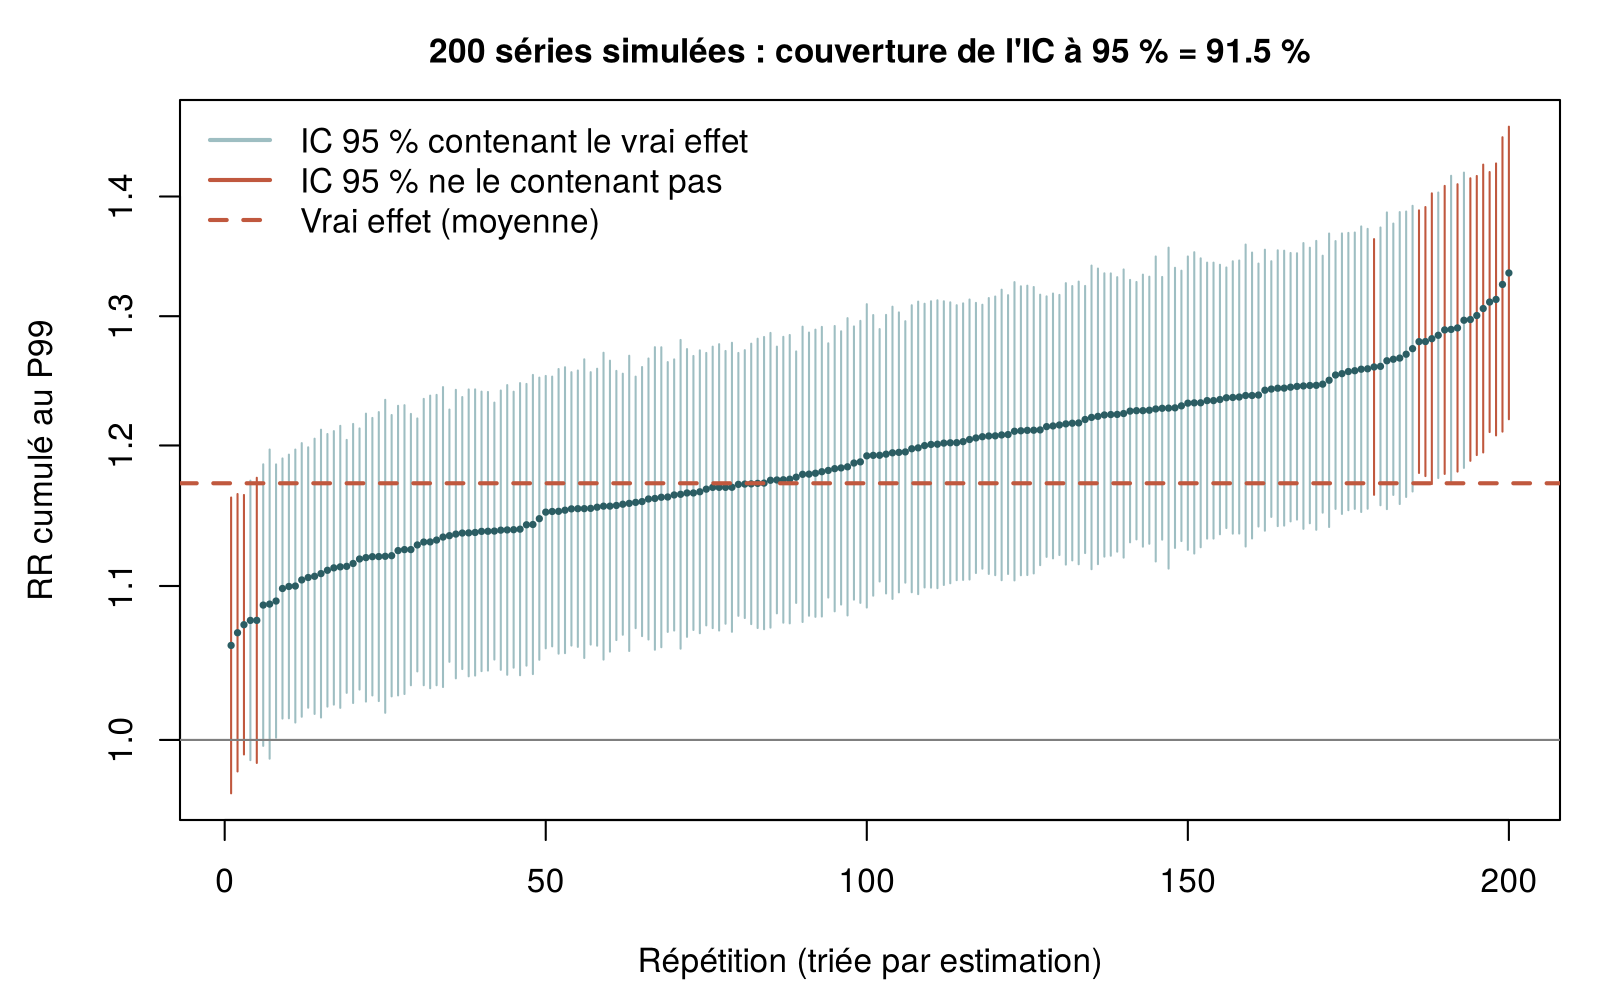 200 séries simulées : couverture de l'IC à 95 % = 91.5 %
IC 95 % contenant le vrai effet
IC 95 % ne le contenant pas
Vrai effet (moyenne)
RR cumulé au P99
1.4
1.3
1.2
1.1
1.0
0 50 100 150 200
Répétition (triée par estimation)